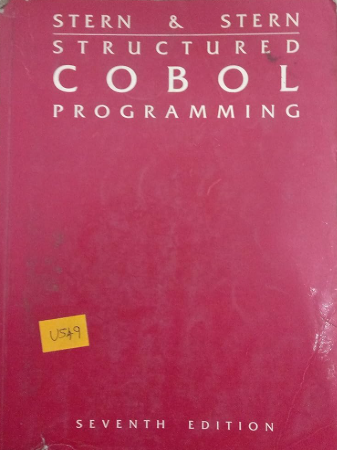 STERN & STERN
STRUCTURED
COBOL
PROGRAMMING
U549
SEVENTH EDITION